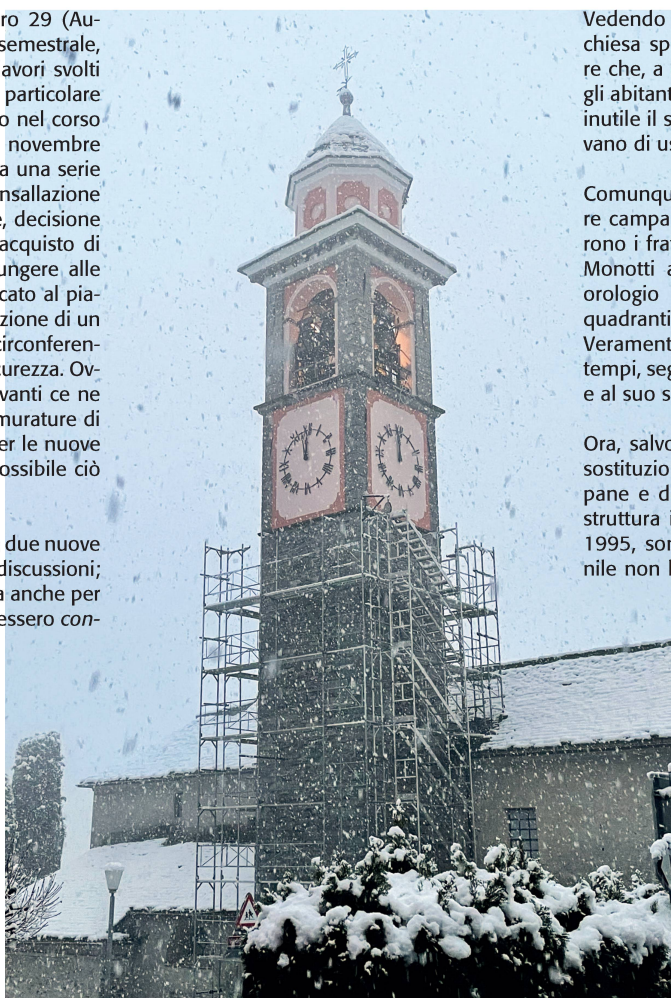 ro 29 (Au-
semestrale,
avori svolti
particolare
o nel corso
novembre
a una serie
nsallazione
e, decisione
acquisto di
ungere alle
cato al pia-
zione di un
circonferen-
curezza. Ov-
vanti ce ne
murature di
er le nuove
ossibile ciò
due nuove
discussioni;
a anche per
essero con-
Vedendo
chiesa sp
re che, a
gli abitant
inutile il s
vano di us
Comunqu
re campa
rono i frat
Monotti a
orologio
quadranti
Verament
tempi, seg
e al suo s
Ora, salvo
sostituzio
pane e d
struttura i
1995, son
nile non h